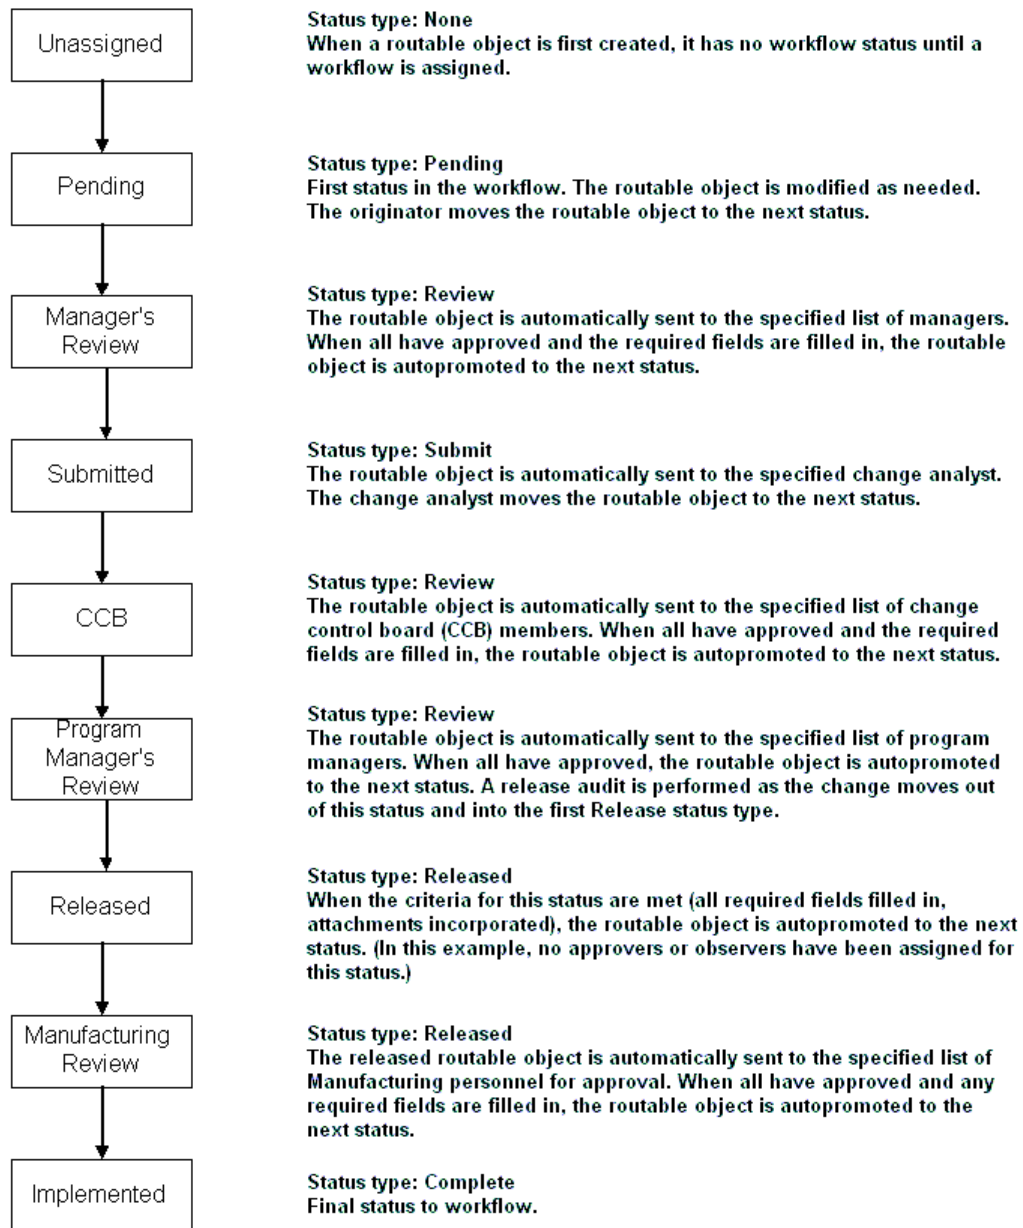 Unassigned
Status type: None
When a routable object is first created, it has no workflow status until a
workflow is assigned.
Pending
Status type: Pending
First status in the workflow. The routable object is modified as needed.
The originator moves the routable object to the next status.
Manager's
Review
Status type: Review
The routable object is automatically sent to the specified list of managers.
When all have approved and the required fields are filled in, the routable
object is autopromoted to the next status.
Submitted
Status type: Submit
The routable object is automatically sent to the specified change analyst.
The change analyst moves the routable object to the next status.
CCB
Status type: Review
The routable object is automatically sent to the specified list of change
control board (CCB) members. When all have approved and the required
fields are filled in, the routable object is autopromoted to the next status.
Program
Manager's
Review
Status type: Review
The routable object is automatically sent to the specified list of program
managers. When all have approved, the routable object is autopromoted
to the next status. A release audit is performed as the change moves out
of this status and into the first Release status type.
Released
Status type: Released
When the criteria for this status are met (all required fields filled in,
attachments incorporated), the routable object is autopromoted to the next
status. (In this example, no approvers or observers have been assigned for
this status.)
Manufacturing
Review
Status type: Released
The released routable object is automatically sent to the specified list of
Manufacturing personnel for approval. When all have approved and any
required fields are filled in, the routable object is autopromoted to the
next status.
Implemented
Status type: Complete
Final status to workflow.